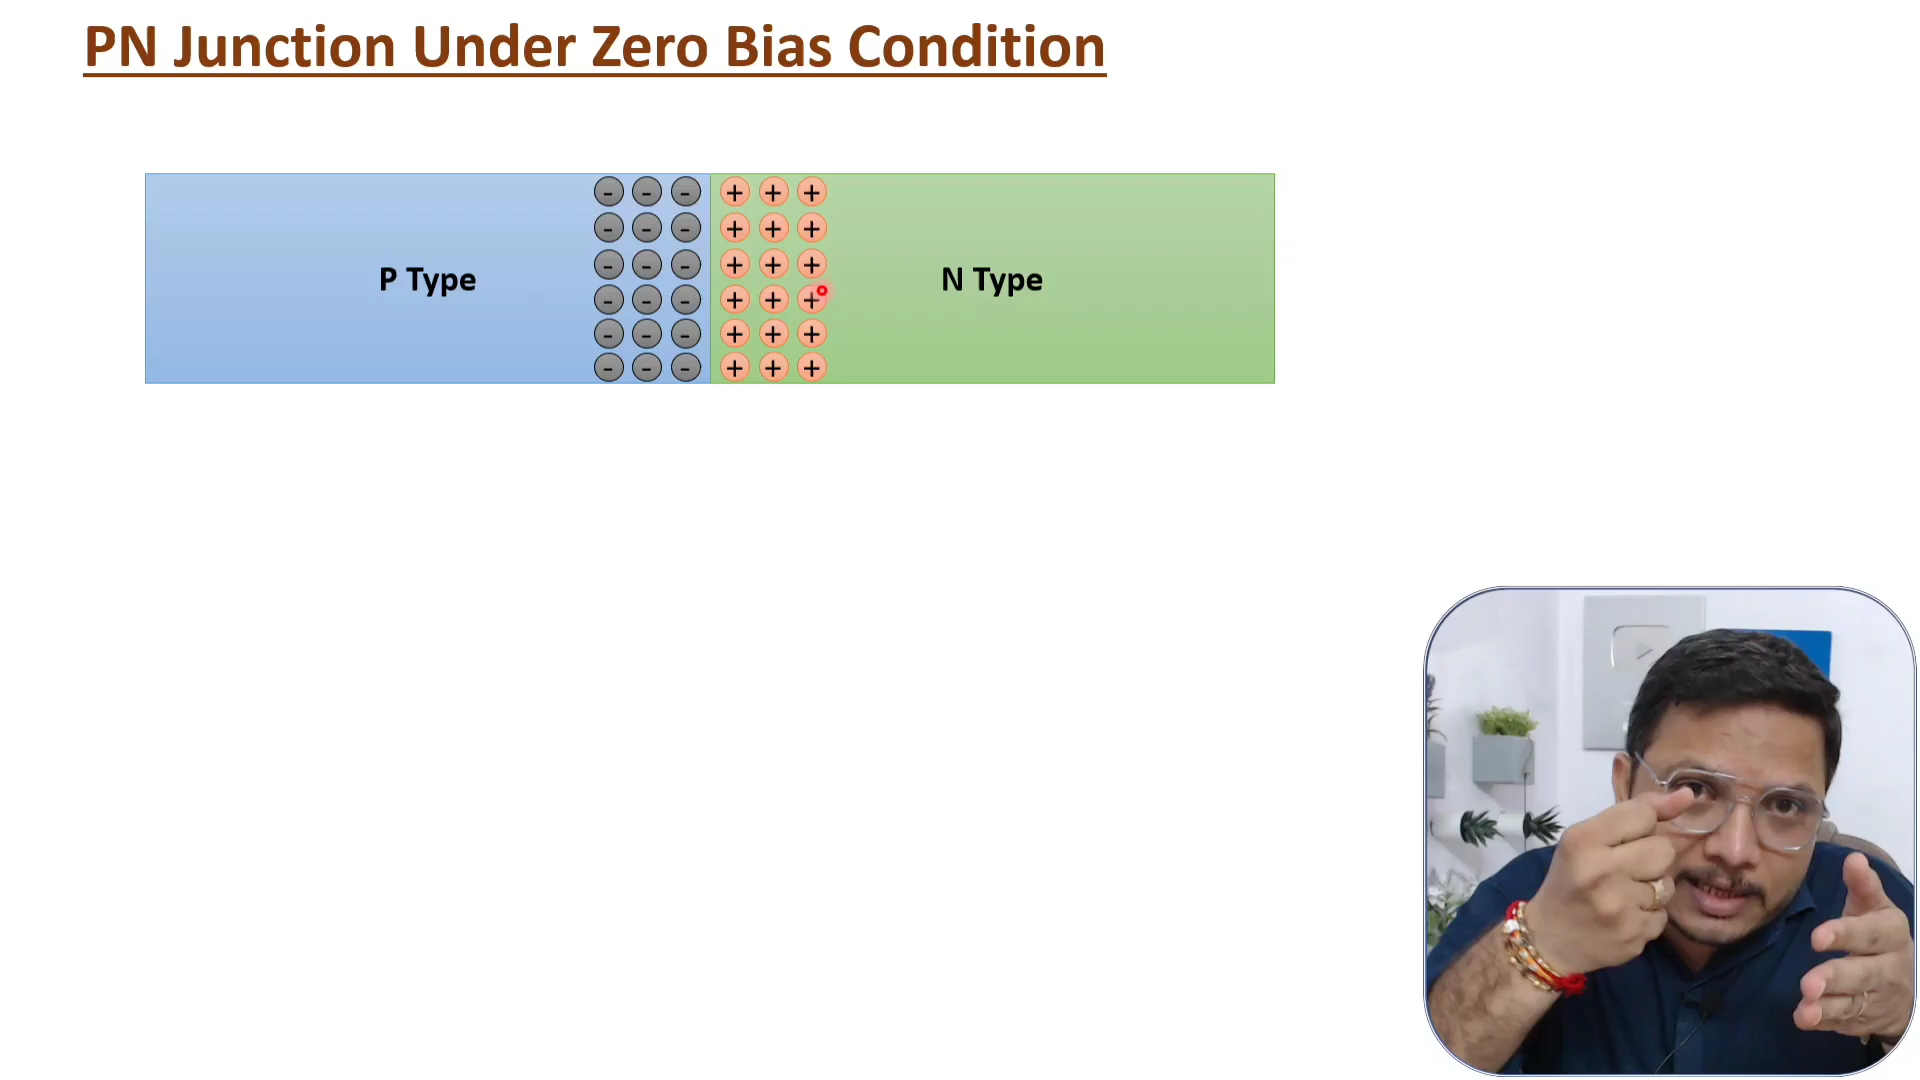 PN Junction Under Zero Bias Condition
- - - + + +
- - - + + +
- - - + + +
P Type N Type
- - - + + +
- - - + + +
- - - + + +